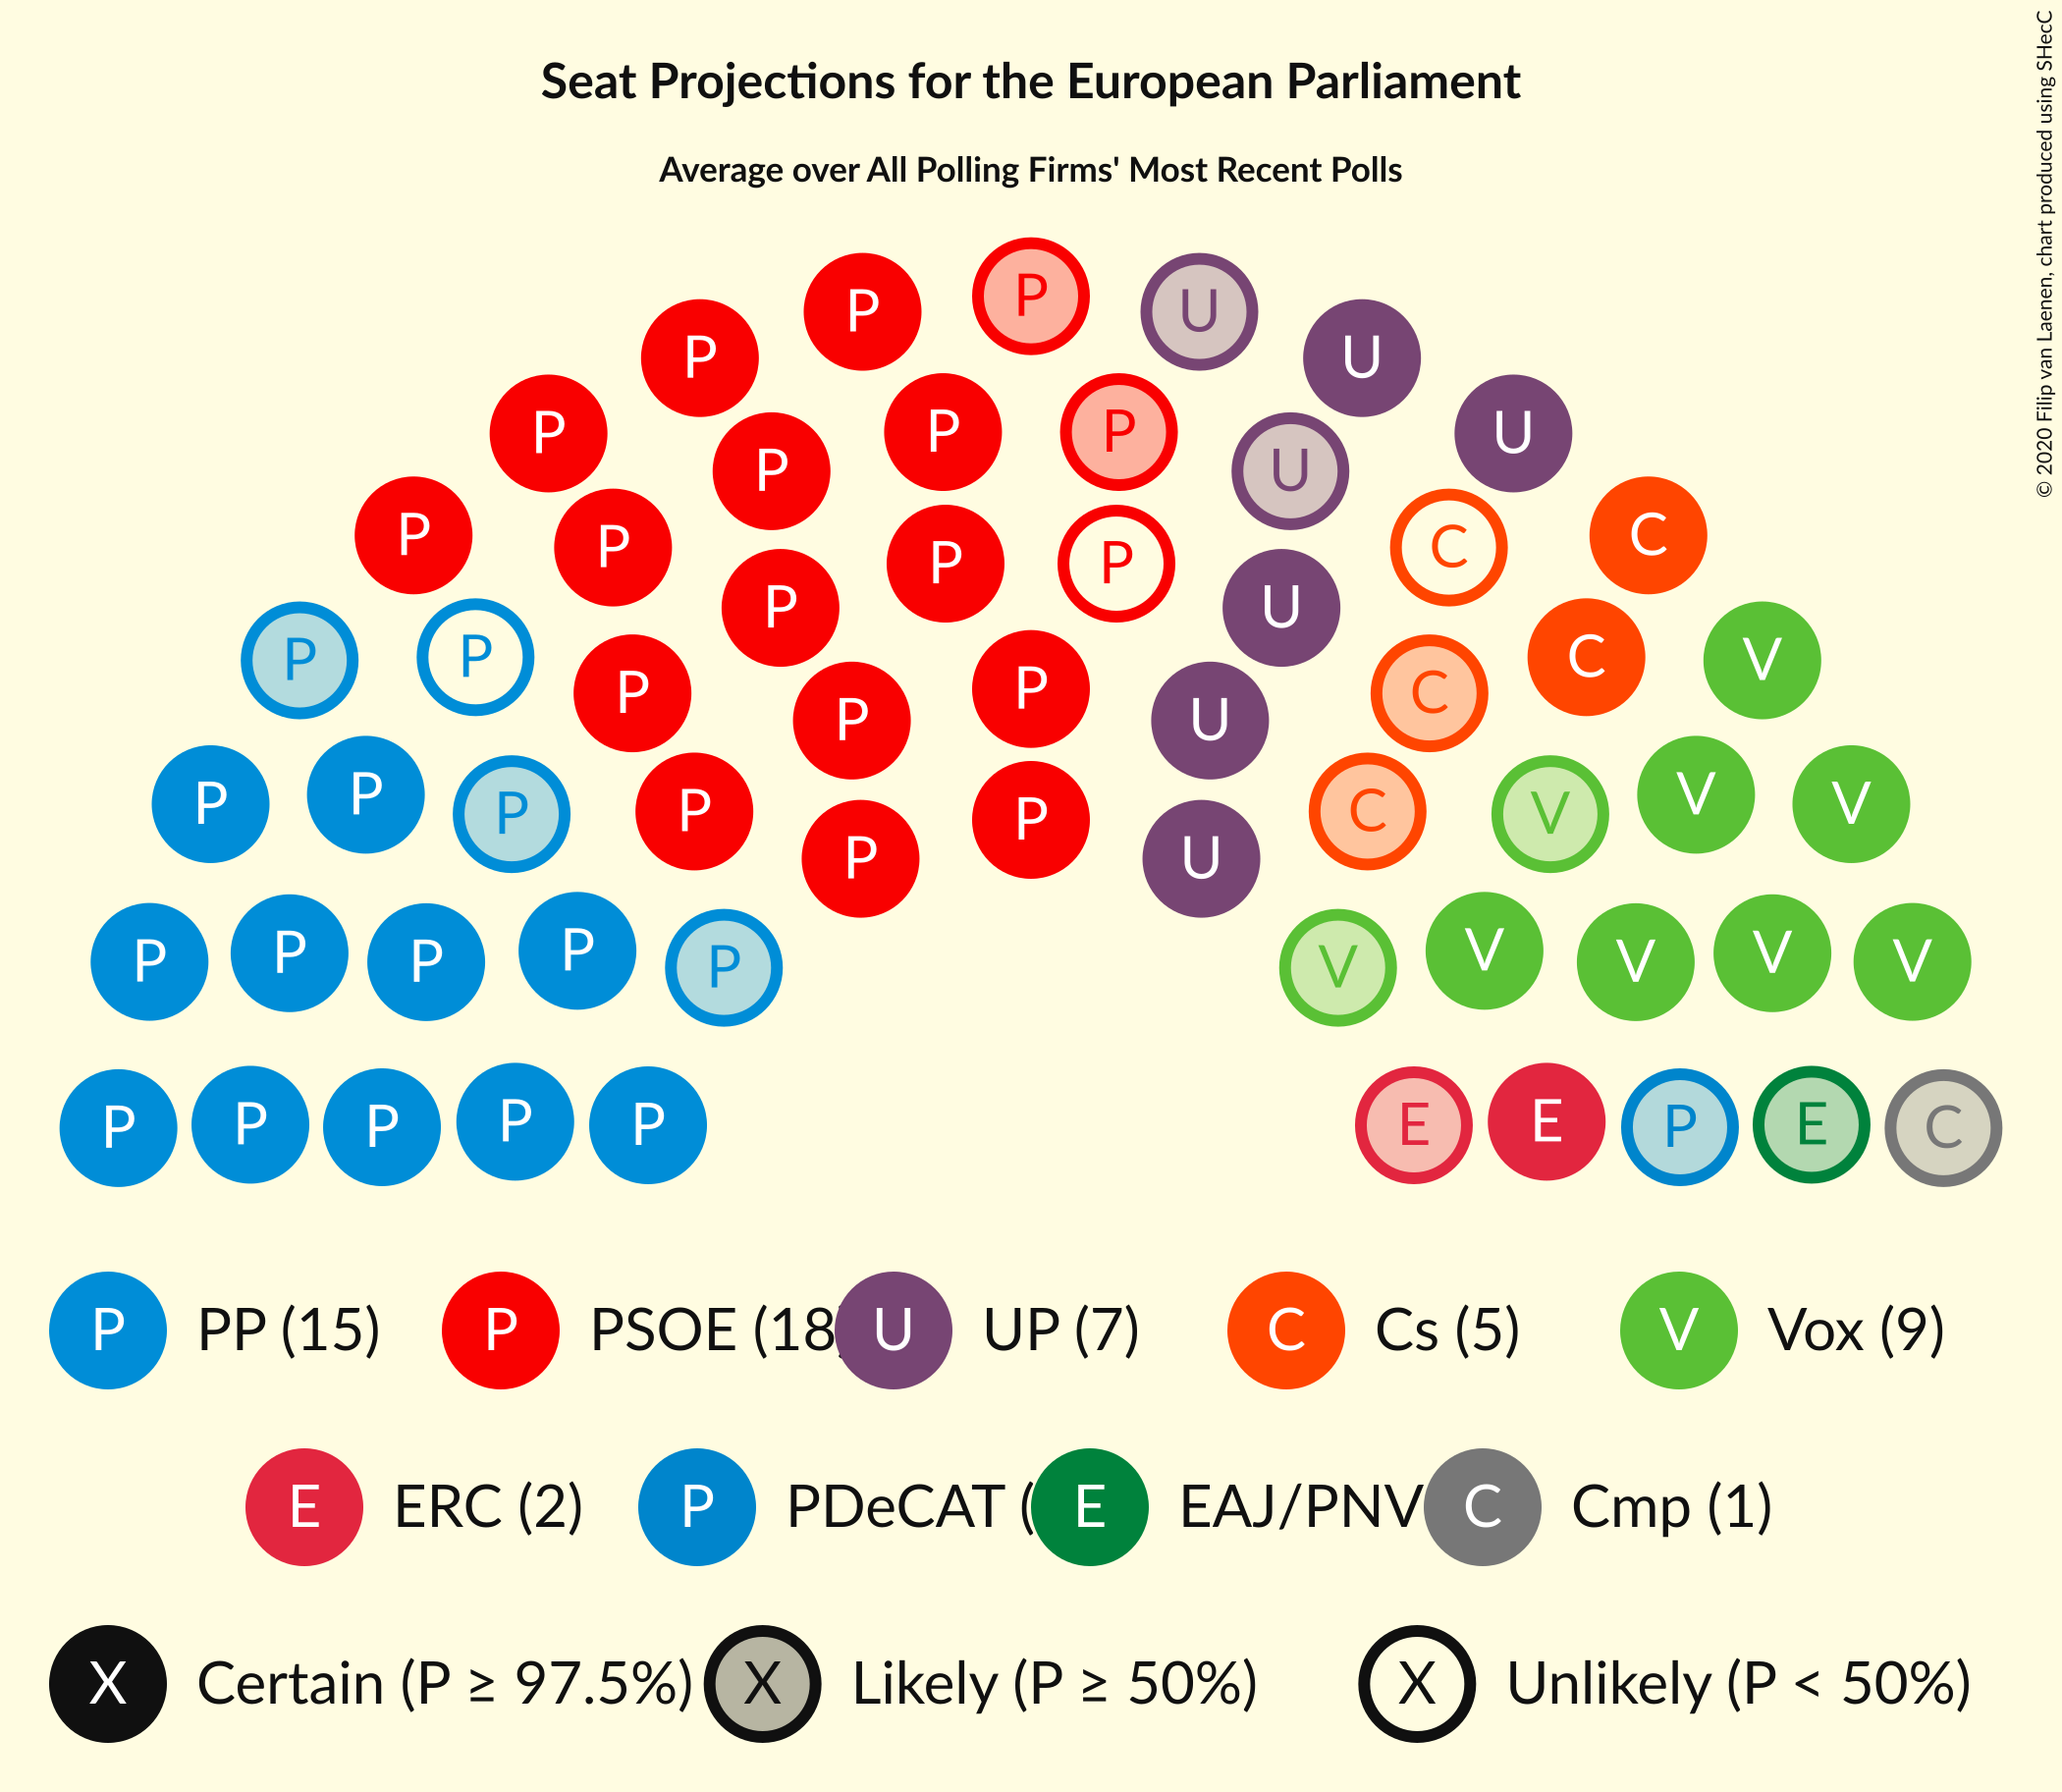 Seat Projections for the European Parliament
Average over All Polling Firms' Most Recent Polls
© 2020 Filip van Laenen, chart produced using SHecC
P
P U
P U
P P P U
P U
P C
P P P C
P U
P P C V
P P C
P U
P P P P P C V V V
P U
P P P P P V V V V V
P P P P P E E P E C
P PP (15) P PSOE (18 U UP (7) C Cs (5) V Vox (9)
E ERC (2) P PDeCAT ( E EAJ/PNV C Cmp (1)
X Certain (P ≥ 97.5%) X Likely (P ≥ 50%) X Unlikely (P < 50%)